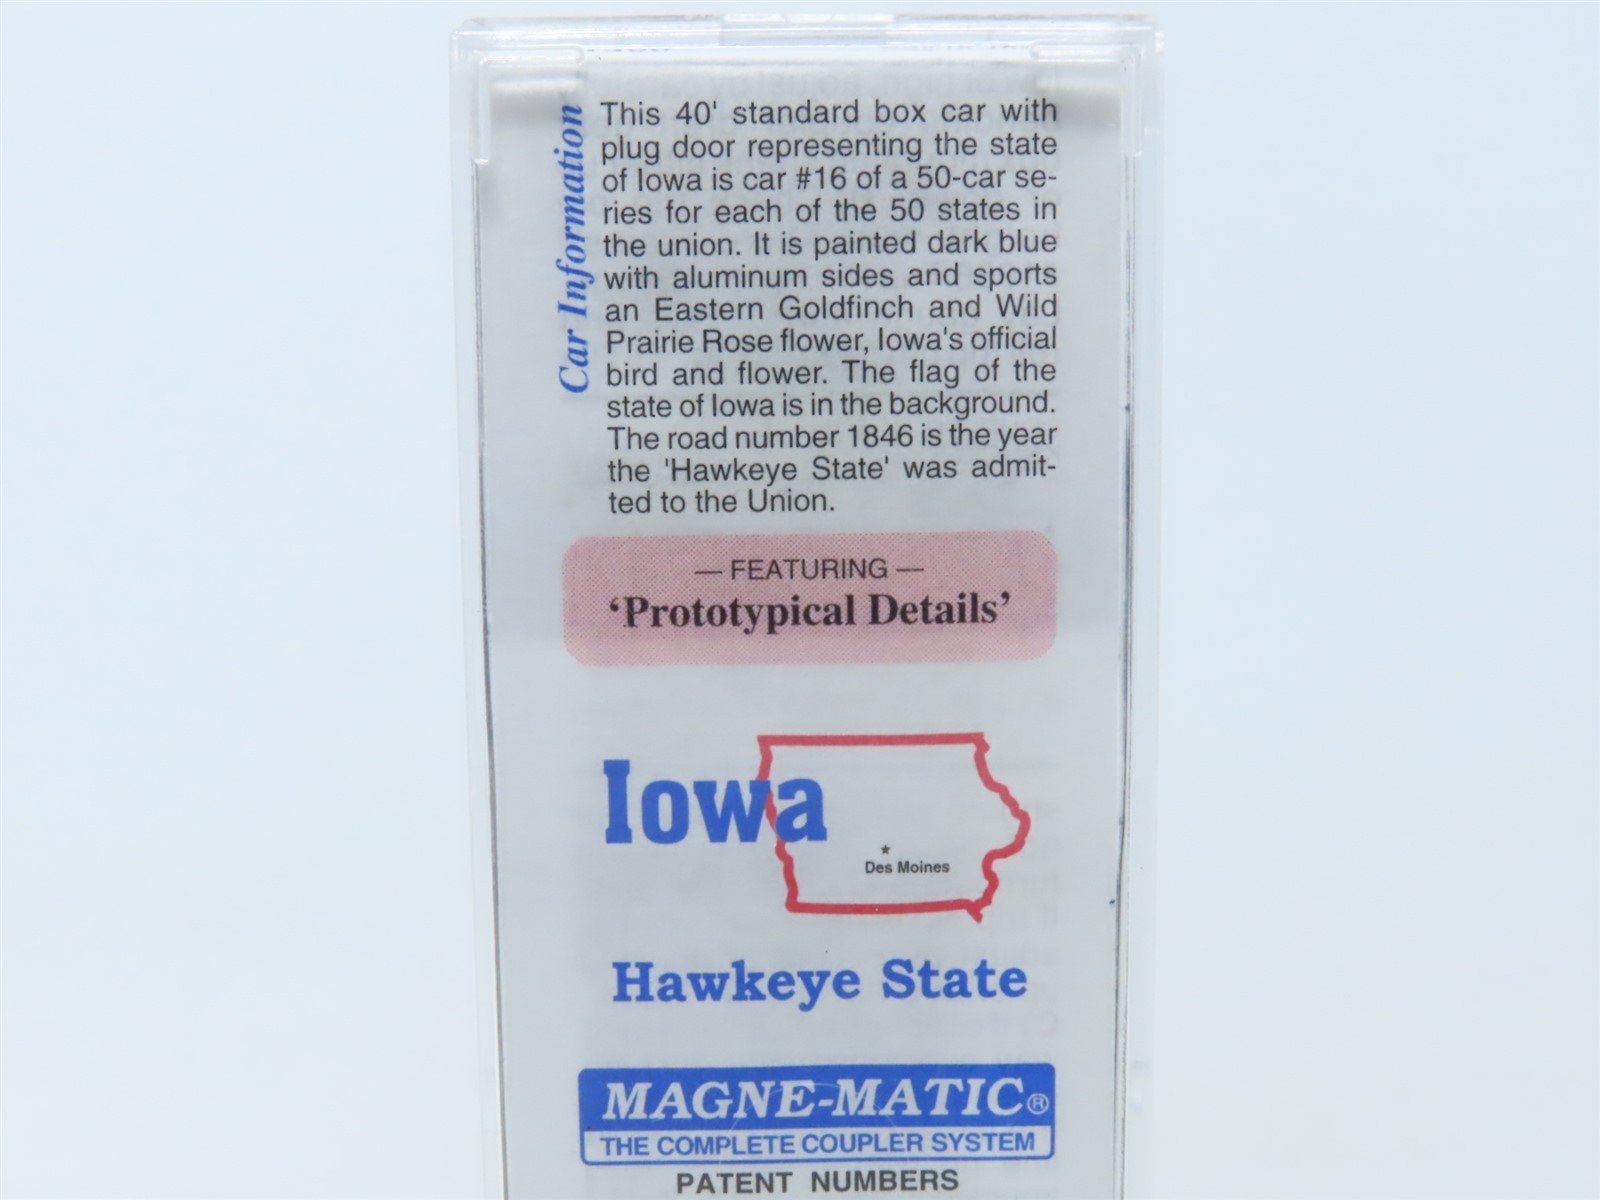 Car Information
This 40' standard box car with
plug door representing the state
of Iowa is car #16 of a 50-car se-
ries for each of the 50 states in
the union. It is painted dark blue
with aluminum sides and sports
an Eastern Goldfinch and Wild
Prairie Rose flower, Iowa's official
bird and flower. The flag of the
state of Iowa is in the background.
The road number 1846 is the year
the 'Hawkeye State' was admit-
ted to the Union.
— FEATURING —
‘Prototypical Details’
Iowa
Des Moines
Hawkeye State
MAGNE-MATIC®
THE COMPLETE COUPLER SYSTEM
PATENT NUMBERS